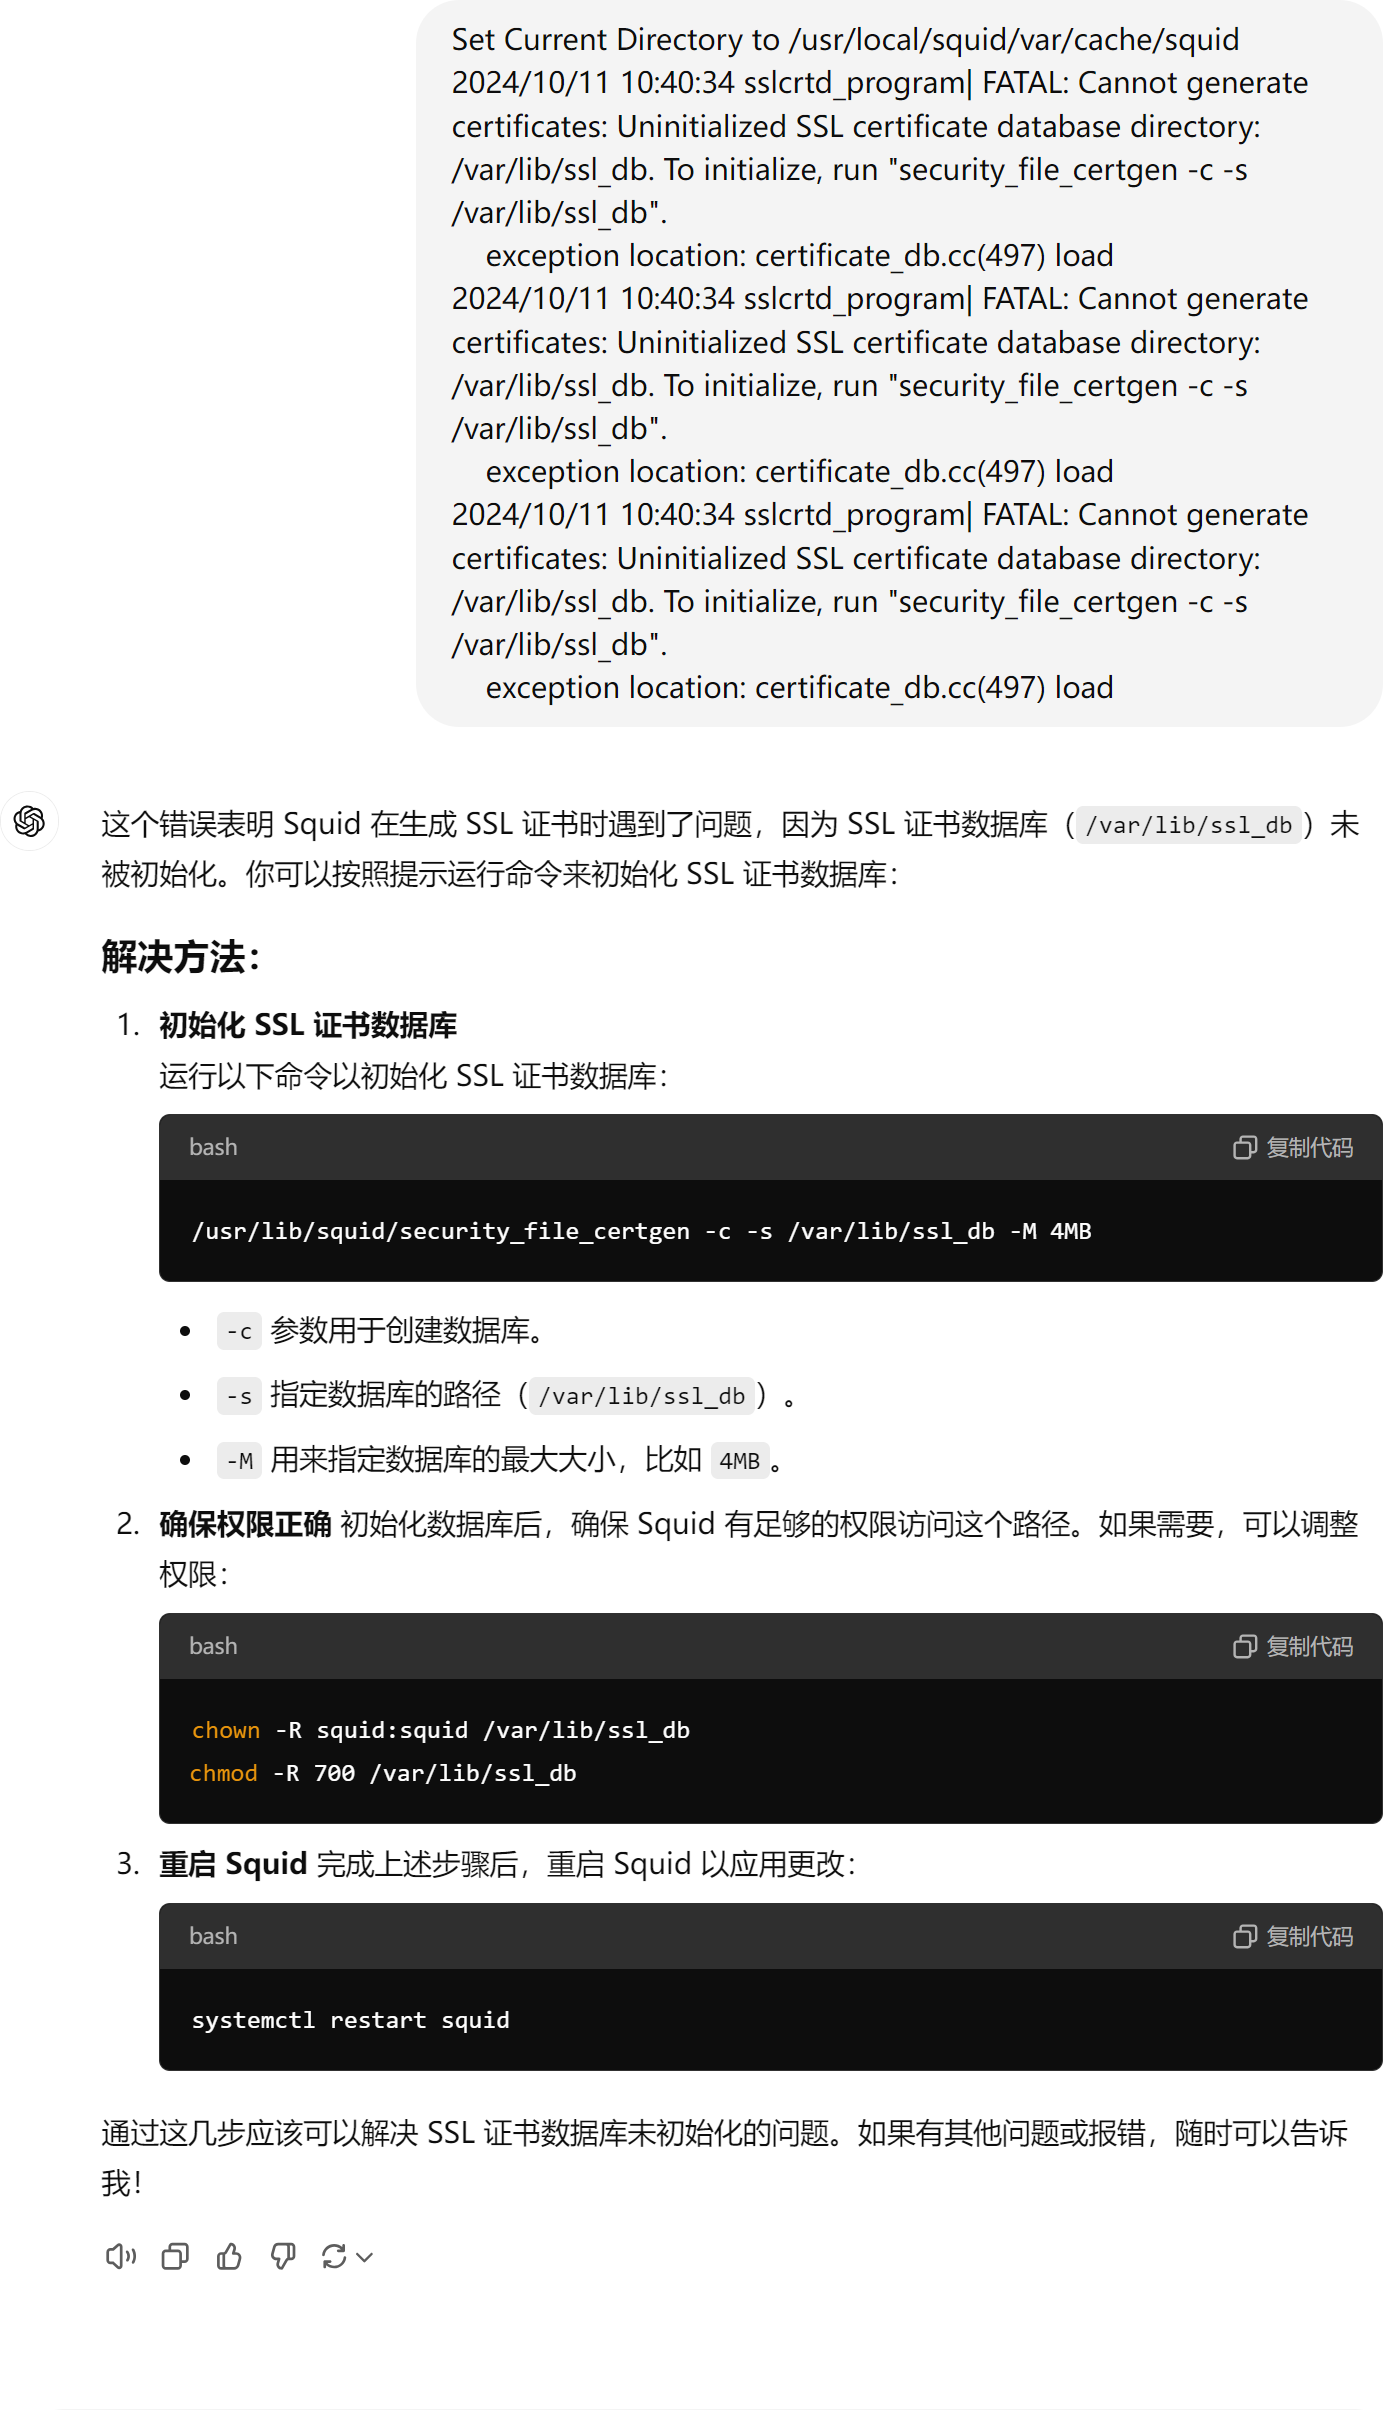 Set Current Directory to /usr/local/squid/var/cache/squid
2024/10/11 10:40:34 sslcrtd_program| FATAL: Cannot generate
certificates: Uninitialized SSL certificate database directory:
/var/lib/ssl_db. To initialize, run "security_file_certgen -c -s
/var/lib/ssl_db".
exception location: certificate_db.cc(497) load
2024/10/11 10:40:34 sslcrtd_program| FATAL: Cannot generate
certificates: Uninitialized SSL certificate database directory:
/var/lib/ssl_db. To initialize, run "security_file_certgen -c -s
/var/lib/ssl_db".
exception location: certificate_db.cc(497) load
2024/10/11 10:40:34 sslcrtd_program| FATAL: Cannot generate
certificates: Uninitialized SSL certificate database directory:
/var/lib/ssl_db. To initialize, run "security_file_certgen -c -s
/var/lib/ssl_db".
exception location: certificate_db.cc(497) load
这个错误表明 Squid 在生成 SSL 证书时遇到了问题，因为 SSL 证书数据库（/var/lib/ssl_db）未
被初始化。你可以按照提示运行命令来初始化 SSL 证书数据库：
解决方法：
1. 初始化 SSL 证书数据库
运行以下命令以初始化 SSL 证书数据库：
bash 复制代码
/usr/lib/squid/security_file_certgen -c -s /var/lib/ssl_db -M 4MB
• -c 参数用于创建数据库。
• -s 指定数据库的路径（/var/lib/ssl_db）。
• -M 用来指定数据库的最大大小，比如 4MB。
2. 确保权限正确 初始化数据库后，确保 Squid 有足够的权限访问这个路径。如果需要，可以调整
权限：
bash 复制代码
chown -R squid:squid /var/lib/ssl_db
chmod -R 700 /var/lib/ssl_db
3. 重启 Squid 完成上述步骤后，重启 Squid 以应用更改：
bash 复制代码
systemctl restart squid
通过这几步应该可以解决 SSL 证书数据库未初始化的问题。如果有其他问题或报错，随时可以告诉
我！